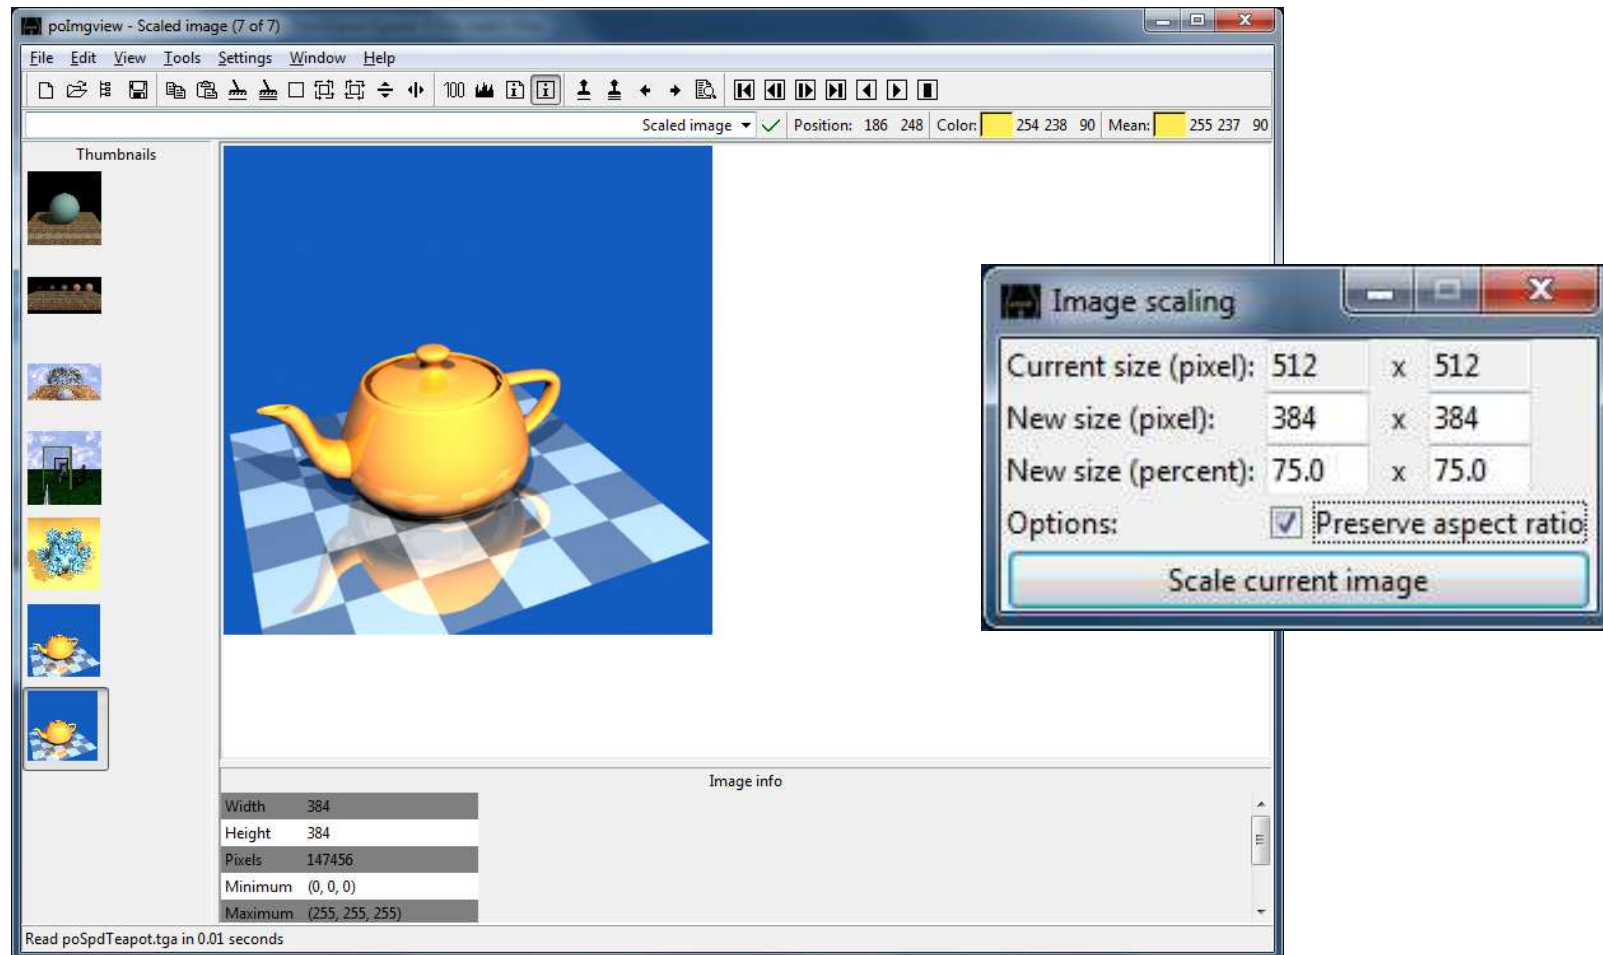 poImgview - Scaled image (7 of 7)
File Edit View Tools Settings Window Help
100
Scaled image Position: 186 248 Color: 254 238 90 Mean: 255 237 90
Thumbnails
Image scaling
Current size (pixel): 512 x 512
New size (pixel): 384 x 384
New size (percent): 75.0 x 75.0
Options: Preserve aspect ratio
Scale current image
Image info
Width 384
Height 384
Pixels 147456
Minimum (0, 0, 0)
Maximum (255, 255, 255)
Read poSpdTeapot.tga in 0.01 seconds